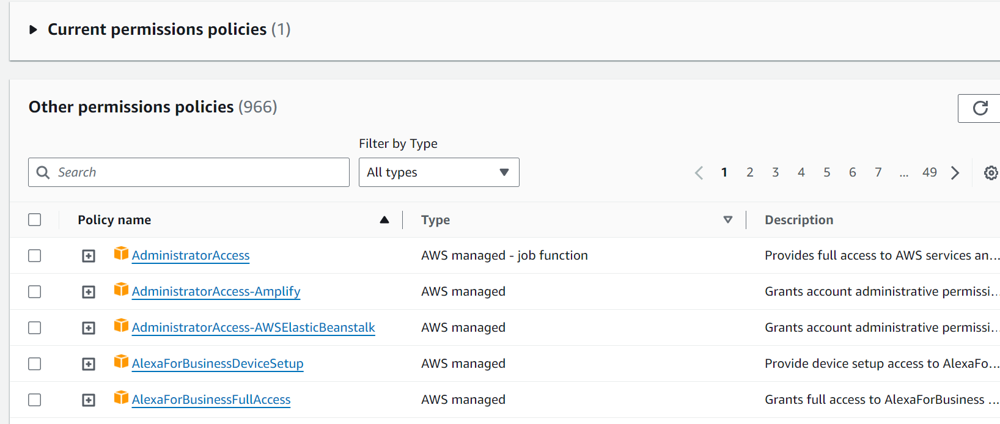 Current permissions policies (1)
Other permissions policies (966)
Filter by Type
Search
All types
1 2 3 4 5 6 7 ... 49
Policy name Type Description
AdministratorAccess AWS managed - job function Provides full access to AWS services an...
AdministratorAccess-Amplify AWS managed Grants account administrative permissi...
AdministratorAccess-AWSElasticBeanstalk AWS managed Grants account administrative permissi...
AlexaForBusinessDeviceSetup AWS managed Provide device setup access to AlexaFo...
AlexaForBusinessFullAccess AWS managed Grants full access to AlexaForBusiness ...